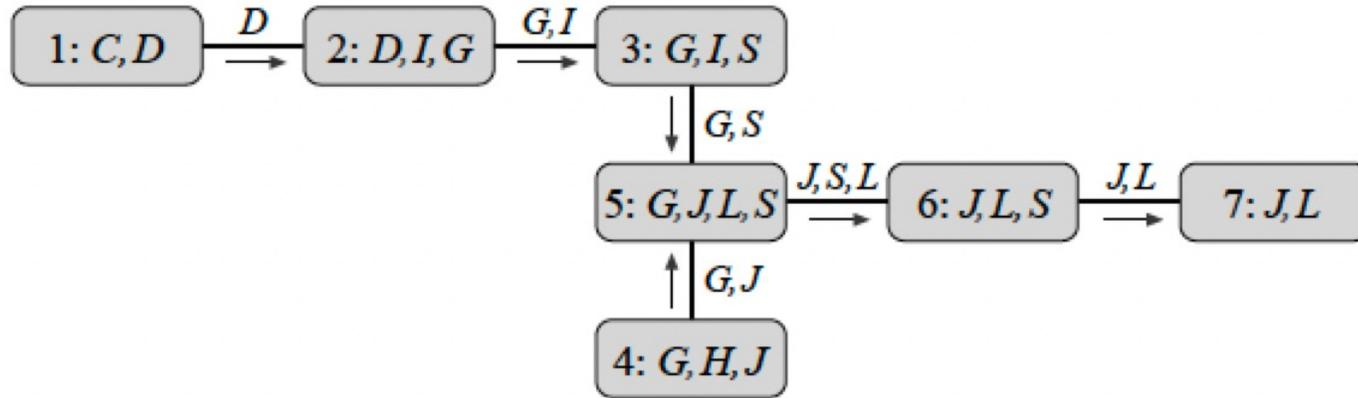 D
G,I
1: C,D
2: D,I,G
3: G,I,S
G,S
J,S,L
J,L
5: G,J,L,S
6: J,L,S
7: J,L
G,J
4: G,H,J